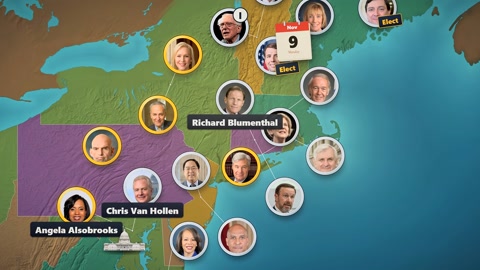 I
Elect
Nov
9
Elect
Richard Blumenthal
Chris Van Hollen
Angela Alsobrooks